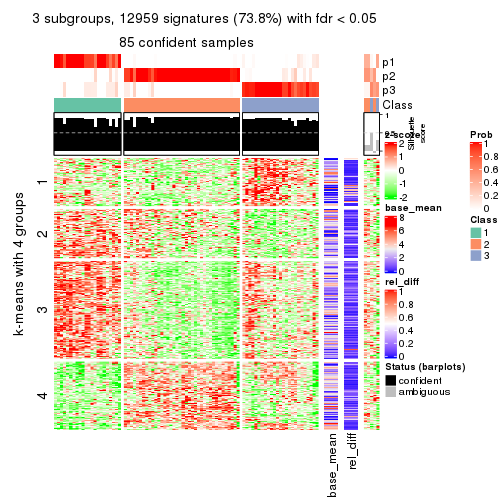 3 subgroups, 12959 signatures (73.8%) with fdr < 0.05
85 confident samples
p1
p2
p3
Class
1
0.5
Silhouette
score
k-means with 4 groups
1
2
3
4
base_mean
rel_diff
z-score
2
1
0
-1
-2
base_mean
8
6
4
2
0
rel_diff
1
0.8
0.6
0.4
0.2
0
Status (barplots)
confident
ambiguous
Prob
1
0.8
0.6
0.4
0.2
0
Class
1
2
3